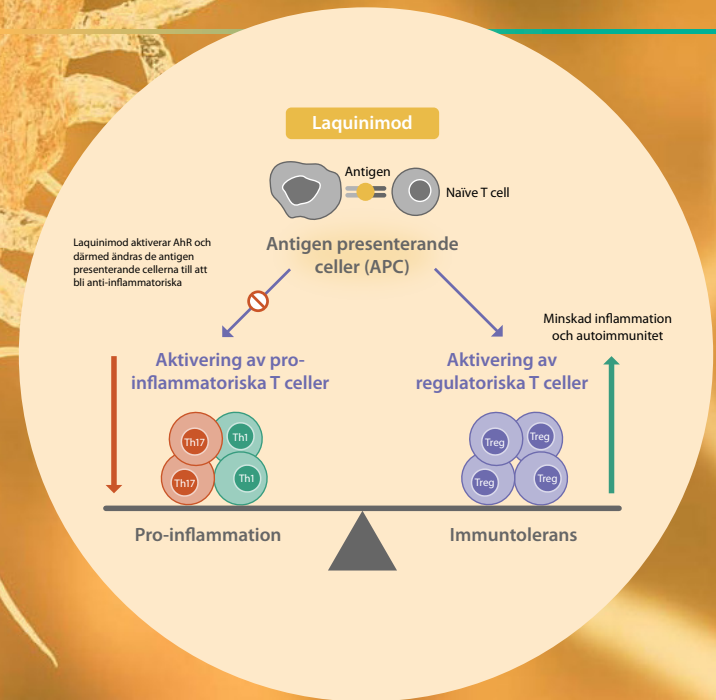 Laquinimod
Antigen
Naïve T cell
Laquinimod aktiverar AhR och
därmed ändras de antigen
presenterande cellerna till att
bli anti-inflammatoriska
Antigen presenterande
celler (APC)
Minskad inflammation
och autoimmunitet
Aktivering av pro-
inflammatoriska T celler
Aktivering av
regulatoriska T celler
Th17
Th1
Th17
Th1
Treg
Treg
Treg
Treg
Pro-inflammation
Immuntolerans